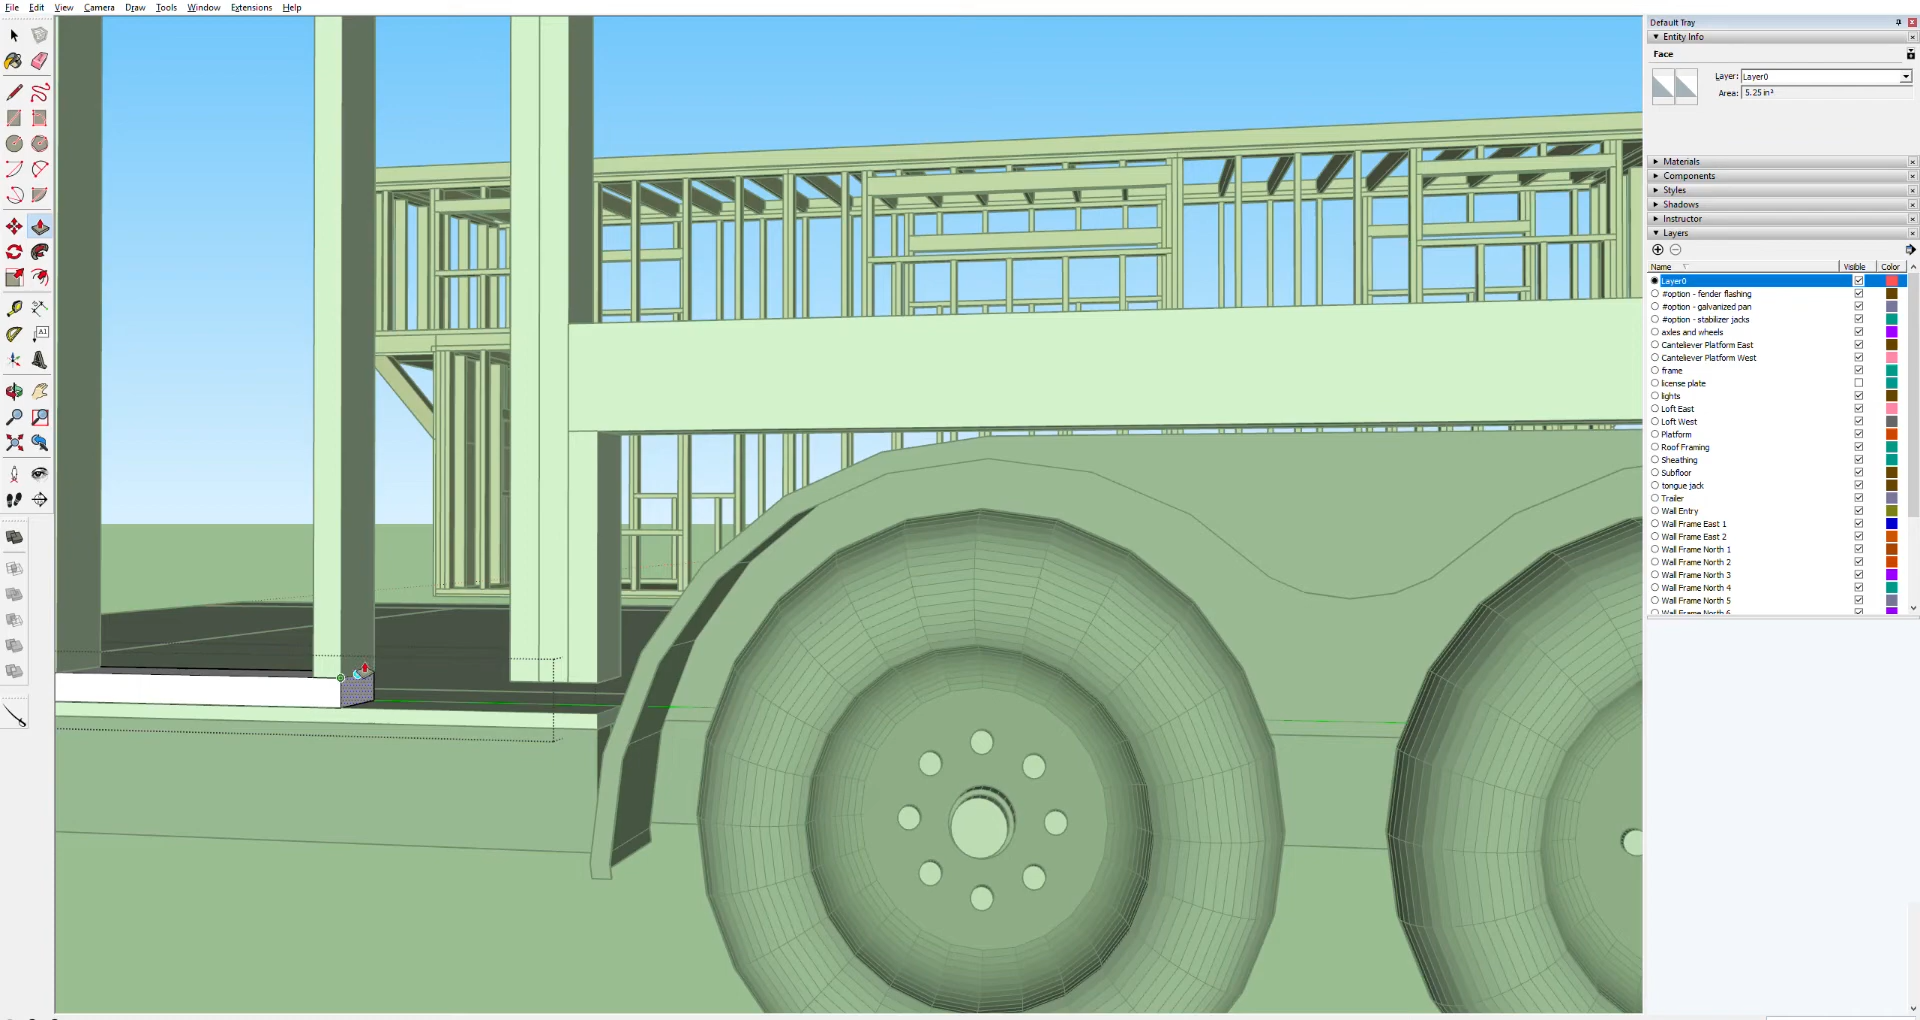 File Edit View Camera Draw Tools Window Extensions Help
Default Tray
Entity Info
Face
Layer: Layer0
Area: 5.25 in²
Materials
Components
Styles
Shadows
Instructor
Layers
Name Visible Color
Layer0
#option - fender flashing
#option - galvanized pan
#option - stabilizer jacks
axles and wheels
Canteliever Platform East
Canteliever Platform West
frame
license plate
lights
Loft East
Loft West
Platform
Roof Framing
Sheathing
Subfloor
tongue jack
Trailer
Wall Entry
Wall Frame East 1
Wall Frame East 2
Wall Frame North 1
Wall Frame North 2
Wall Frame North 3
Wall Frame North 4
Wall Frame North 5
Wall Frame North 6